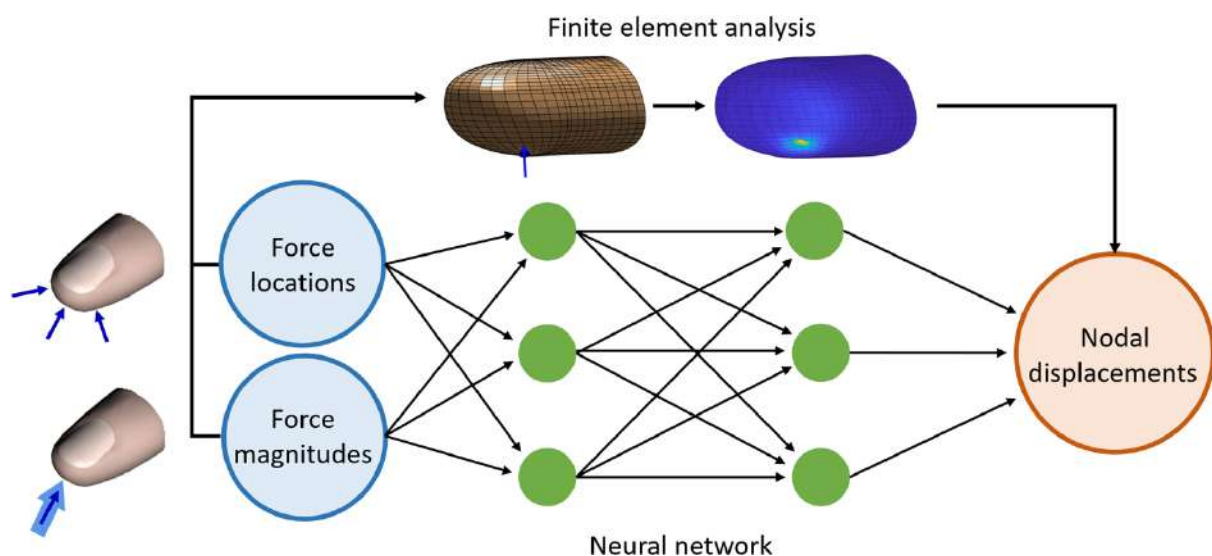 Finite element analysis
Force
locations
Force
magnitudes
Nodal
displacements
Neural network